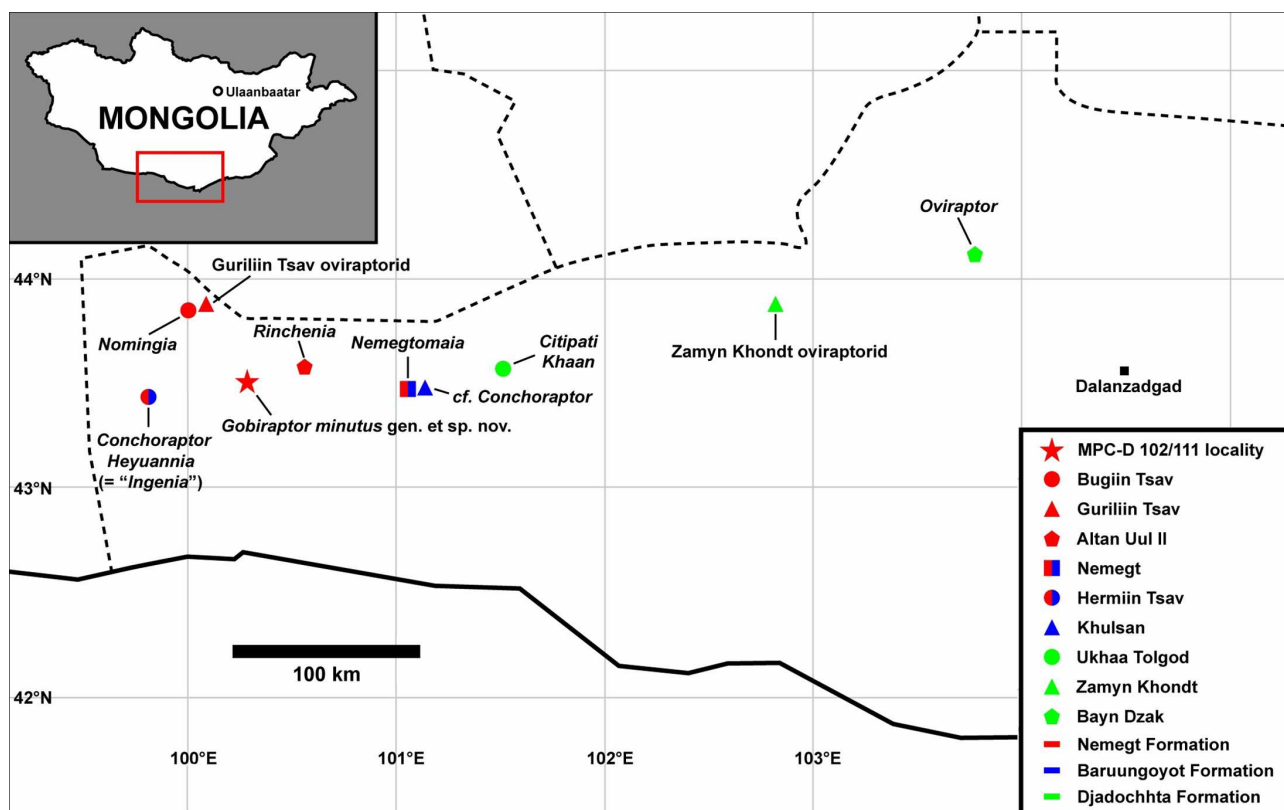 Ulaanbaatar
MONGOLIA
Oviraptor
44°N
Guriliin Tsav oviraptorid
Nomingia
Rinchenia
Nemegtomaia
Citipati
Khaan
Zamyn Khondt oviraptorid
cf. Conchoraptor
Dalanzadgad
Gobiraptor minutus gen. et sp. nov.
Conchoraptor
Heyuannia
(= “Ingenia”)
43°N
100 km
42°N
100°E
101°E
102°E
103°E
MPC-D 102/111 locality
Bugiin Tsav
Guriliin Tsav
Altan Uul II
Nemegt
Hermiin Tsav
Khulsan
Ukhaa Tolgod
Zamyn Khondt
Bayn Dzak
Nemegt Formation
Baruungoyot Formation
Djadochhta Formation